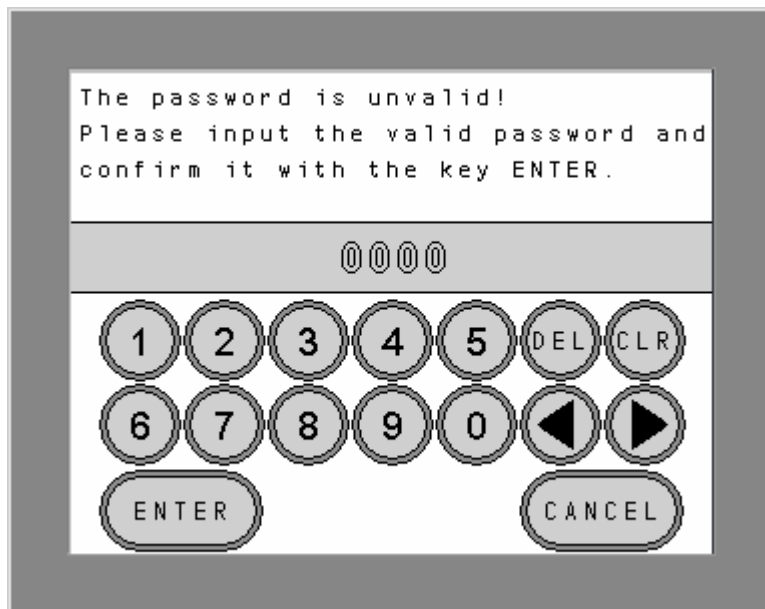 The password is unvalid!
Please input the valid password and
confirm it with the key ENTER.
0000
1 2 3 4 5 DEL CLR
6 7 8 9 0
ENTER CANCEL